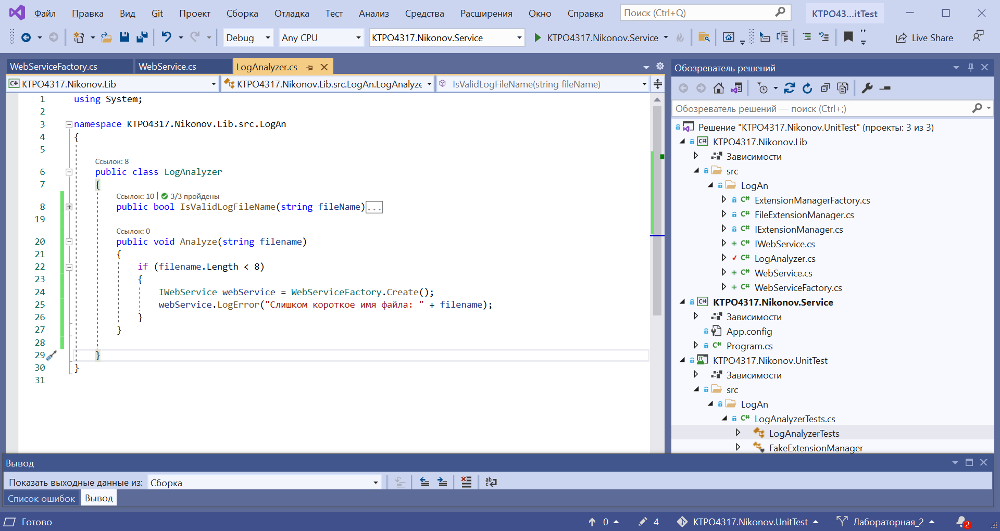 Файл Правка Вид Git Проект Сборка Отладка Тест Анализ Средства Расширения Окно Справка Поиск (Ctrl+Q) КТРО43...itTest
Debug Any CPU KTPO4317.Nikonov.Service KTPO4317.Nikonov.Service Live Share
WebServiceFactory.cs WebService.cs LogAnalyzer.cs
C# KTPO4317.Nikonov.Lib KTPO4317.Nikonov.Lib.src.LogAn.LogAnalyze IsValidLogFileName(string fileName)
1 using System;
2
3 namespace KTPO4317.Nikonov.Lib.src.LogAn
4 {
5
Ссылок: 8
6 public class LogAnalyzer
7 {
Ссылок: 10 | 3/3 пройдены
8 public bool IsValidLogFileName(string fileName)...
19
Ссылок: 0
20 public void Analyze(string filename)
21 {
22 if (filename.Length < 8)
23 {
24 IWebService webService = WebServiceFactory.Create();
25 webService.LogError("Слишком короткое имя файла: " + filename);
26 }
27 }
28
29 }
30 }
31
Обозреватель решений
Обозреватель решений — поиск (Ctrl+;)
Решение "KTPO4317.Nikonov.UnitTest" (проекты: 3 из 3)
C# KTPO4317.Nikonov.Lib
Зависимости
src
LogAn
C# ExtensionManagerFactory.cs
C# FileExtensionManager.cs
C# IExtensionManager.cs
C# IWebService.cs
C# LogAnalyzer.cs
C# WebService.cs
C# WebServiceFactory.cs
C# KTPO4317.Nikonov.Service
Зависимости
App.config
C# Program.cs
KTPO4317.Nikonov.UnitTest
Зависимости
src
LogAn
C# LogAnalyzerTests.cs
LogAnalyzerTests
FakeExtensionManager
Вывод
Показать выходные данные из: Сборка
Список ошибок Вывод
Готово 0 4 KTPO4317.Nikonov.UnitTest Лабораторная_2 2